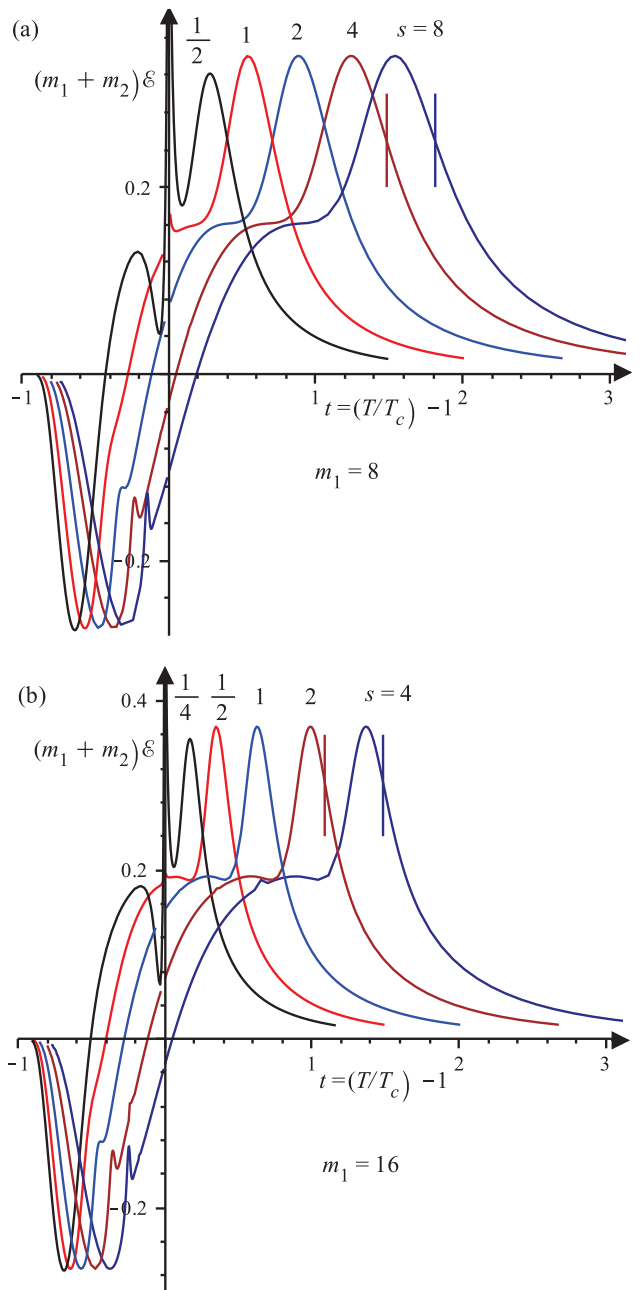 (a)
1/2 1 2 4 s = 8
(m₁ + m₂)ℰ
0.2
-1 1 2 3
t = (T/T_c) -1
m₁ = 8
-0.2
(b)
0.4
1/4 1/2 1 2 s = 4
(m₁ + m₂)ℰ
0.2
-1 1 2 3
t = (T/T_c) -1
m₁ = 16
-0.2